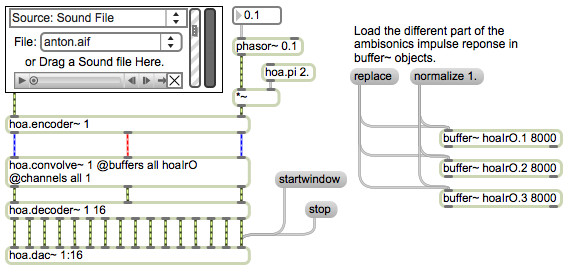 Source: Sound File
File: anton.aif
or Drag a Sound file Here.
0.1
phasor~ 0.1
hoa.pi 2.
*~
hoa.encoder~ 1
hoa.convolve~ 1 @buffers all hoaIrO
@channels all 1
hoa.decoder~ 1 16
hoa.dac~ 1:16
startwindow
stop
Load the different part of the
ambisonics impulse reponse in
buffer~ objects.
replace
normalize 1.
buffer~ hoaIrO.1 8000
buffer~ hoaIrO.2 8000
buffer~ hoaIrO.3 8000